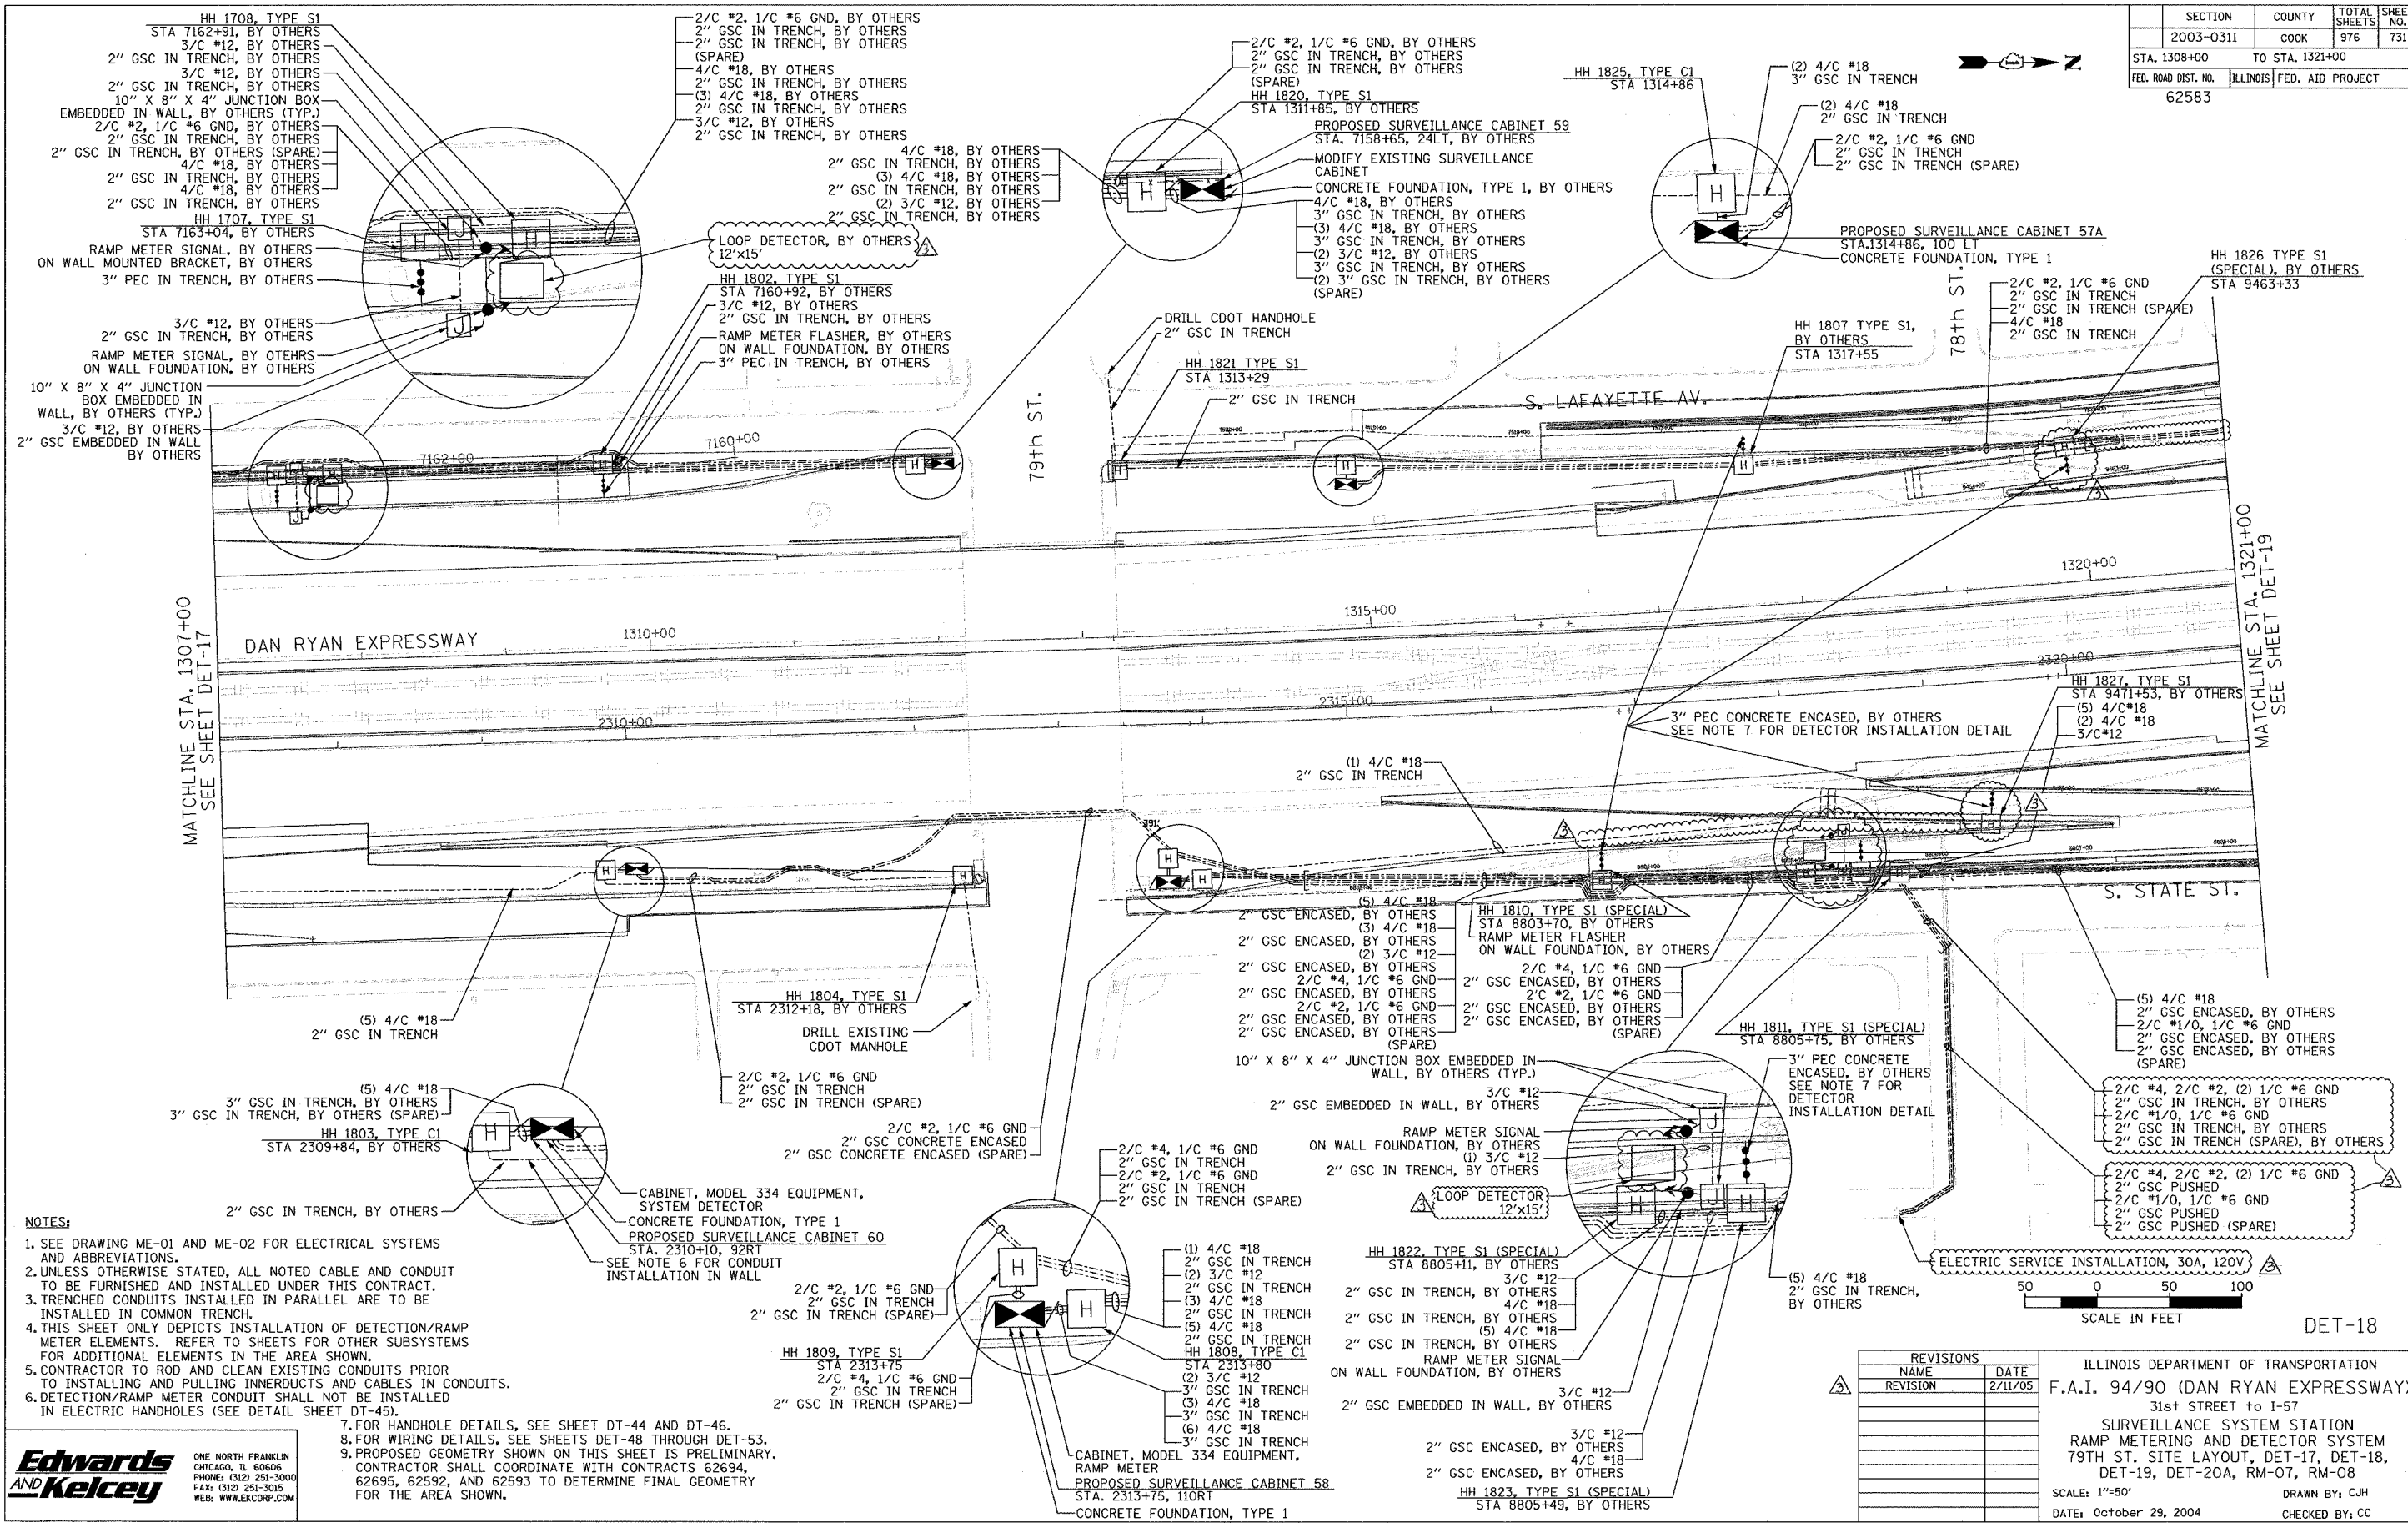 SECTION COUNTY TOTAL SHEETS SHEE NO.
2003-031I COOK 976 731
STA. 1308+00 TO STA. 1321+00
FED. ROAD DIST. NO. ILLINOIS FED. AID PROJECT
62583
Z
HH 1708, TYPE S1
STA 7162+91, BY OTHERS
3/C #12, BY OTHERS
2" GSC IN TRENCH, BY OTHERS
3/C #12, BY OTHERS
2" GSC IN TRENCH, BY OTHERS
10" X 8" X 4" JUNCTION BOX
EMBEDDED IN WALL, BY OTHERS (TYP.)
2/C #2, 1/C #6 GND, BY OTHERS
2" GSC IN TRENCH, BY OTHERS
2" GSC IN TRENCH, BY OTHERS (SPARE)
4/C #18, BY OTHERS
2" GSC IN TRENCH, BY OTHERS
4/C #18, BY OTHERS
2" GSC IN TRENCH, BY OTHERS
HH 1707, TYPE S1
STA 7163+04, BY OTHERS
RAMP METER SIGNAL, BY OTHERS
ON WALL MOUNTED BRACKET, BY OTHERS
3" PEC IN TRENCH, BY OTHERS
3/C #12, BY OTHERS
2" GSC IN TRENCH, BY OTHERS
RAMP METER SIGNAL, BY OTEHRS
ON WALL FOUNDATION, BY OTHERS
10" X 8" X 4" JUNCTION
BOX EMBEDDED IN
WALL, BY OTHERS (TYP.)
3/C #12, BY OTHERS
2" GSC EMBEDDED IN WALL
BY OTHERS
H J H
J
2/C #2, 1/C #6 GND, BY OTHERS
2" GSC IN TRENCH, BY OTHERS
2" GSC IN TRENCH, BY OTHERS
(SPARE)
4/C #18, BY OTHERS
2" GSC IN TRENCH, BY OTHERS
(3) 4/C #18, BY OTHERS
2" GSC IN TRENCH, BY OTHERS
3/C #12, BY OTHERS
2" GSC IN TRENCH, BY OTHERS
LOOP DETECTOR, BY OTHERS
12'x15'
3
HH 1802, TYPE S1
STA 7160+92, BY OTHERS
3/C #12, BY OTHERS
2" GSC IN TRENCH, BY OTHERS
RAMP METER FLASHER, BY OTHERS
ON WALL FOUNDATION, BY OTHERS
3" PEC IN TRENCH, BY OTHERS
4/C #18, BY OTHERS
2" GSC IN TRENCH, BY OTHERS
(3) 4/C #18, BY OTHERS
2" GSC IN TRENCH, BY OTHERS
(2) 3/C #12, BY OTHERS
2" GSC IN TRENCH, BY OTHERS
H
2/C #2, 1/C #6 GND, BY OTHERS
2" GSC IN TRENCH, BY OTHERS
2" GSC IN TRENCH, BY OTHERS
(SPARE)
HH 1820, TYPE S1
STA 1311+85, BY OTHERS
PROPOSED SURVEILLANCE CABINET 59
STA. 7158+65, 24LT, BY OTHERS
MODIFY EXISTING SURVEILLANCE
CABINET
CONCRETE FOUNDATION, TYPE 1, BY OTHERS
4/C #18, BY OTHERS
3" GSC IN TRENCH, BY OTHERS
(3) 4/C #18, BY OTHERS
3" GSC IN TRENCH, BY OTHERS
(2) 3/C #12, BY OTHERS
3" GSC IN TRENCH, BY OTHERS
(2) 3" GSC IN TRENCH, BY OTHERS
(SPARE)
DRILL CDOT HANDHOLE
2" GSC IN TRENCH
HH 1821 TYPE S1
STA 1313+29
2" GSC IN TRENCH
HH 1825, TYPE C1
STA 1314+86
(2) 4/C #18
3" GSC IN TRENCH
(2) 4/C #18
2" GSC IN TRENCH
2/C #2, 1/C #6 GND
2" GSC IN TRENCH
2" GSC IN TRENCH (SPARE)
H
PROPOSED SURVEILLANCE CABINET 57A
STA.1314+86, 100 LT
CONCRETE FOUNDATION, TYPE 1
HH 1826 TYPE S1
(SPECIAL), BY OTHERS
STA 9463+33
2/C #2, 1/C #6 GND
2" GSC IN TRENCH
2" GSC IN TRENCH (SPARE)
4/C #18
2" GSC IN TRENCH
HH 1807 TYPE S1,
BY OTHERS
STA 1317+55
78th ST.
79th ST.
S. LAFAYETTE AV.
7162+80
7160+00
MATCHLINE STA. 1307+00
SEE SHEET DET-17
DAN RYAN EXPRESSWAY
1310+00
1315+00
1320+00
2310+00
2315+00
2320+00
MATCHLINE STA. 1321+00
SEE SHEET DET-19
3" PEC CONCRETE ENCASED, BY OTHERS
SEE NOTE 7 FOR DETECTOR INSTALLATION DETAIL
HH 1827, TYPE S1
STA 9471+53, BY OTHERS
(5) 4/C#18
(2) 4/C #18
3/C#12
(1) 4/C #18
2" GSC IN TRENCH
S. STATE ST.
(5) 4/C #18
2" GSC IN TRENCH
HH 1804, TYPE S1
STA 2312+18, BY OTHERS
DRILL EXISTING
CDOT MANHOLE
2/C #2, 1/C #6 GND
2" GSC IN TRENCH
2" GSC IN TRENCH (SPARE)
(5) 4/C #18
3" GSC IN TRENCH, BY OTHERS
3" GSC IN TRENCH, BY OTHERS (SPARE)
HH 1803, TYPE C1
STA 2309+84, BY OTHERS
2" GSC IN TRENCH, BY OTHERS
H
CABINET, MODEL 334 EQUIPMENT,
SYSTEM DETECTOR
CONCRETE FOUNDATION, TYPE 1
PROPOSED SURVEILLANCE CABINET 60
STA. 2310+10, 92RT
SEE NOTE 6 FOR CONDUIT
INSTALLATION IN WALL
2/C #2, 1/C #6 GND
2" GSC CONCRETE ENCASED
2" GSC CONCRETE ENCASED (SPARE)
2/C #4, 1/C #6 GND
2" GSC IN TRENCH
2/C #2, 1/C #6 GND
2" GSC IN TRENCH
2" GSC IN TRENCH (SPARE)
H
H
2/C #2, 1/C #6 GND
2" GSC IN TRENCH
2" GSC IN TRENCH (SPARE)
HH 1809, TYPE S1
STA 2313+75
2/C #4, 1/C #6 GND
2" GSC IN TRENCH
2" GSC IN TRENCH (SPARE)
(1) 4/C #18
2" GSC IN TRENCH
(2) 3/C #12
2" GSC IN TRENCH
(3) 4/C #18
2" GSC IN TRENCH
(5) 4/C #18
2" GSC IN TRENCH
HH 1808, TYPE C1
STA 2313+80
(2) 3/C #12
3" GSC IN TRENCH
(3) 4/C #18
3" GSC IN TRENCH
(6) 4/C #18
3" GSC IN TRENCH
CABINET, MODEL 334 EQUIPMENT,
RAMP METER
PROPOSED SURVEILLANCE CABINET 58
STA. 2313+75, 110RT
CONCRETE FOUNDATION, TYPE 1
(5) 4/C #18
2" GSC ENCASED, BY OTHERS
(3) 4/C #18
2" GSC ENCASED, BY OTHERS
(2) 3/C #12
2" GSC ENCASED, BY OTHERS
2/C #4, 1/C #6 GND
2" GSC ENCASED, BY OTHERS
2/C #2, 1/C #6 GND
2" GSC ENCASED, BY OTHERS
2" GSC ENCASED, BY OTHERS
(SPARE)
HH 1810, TYPE S1 (SPECIAL)
STA 8803+70, BY OTHERS
RAMP METER FLASHER
ON WALL FOUNDATION, BY OTHERS
2/C #4, 1/C #6 GND
2" GSC ENCASED, BY OTHERS
2'C #2, 1/C #6 GND
2" GSC ENCASED, BY OTHERS
2" GSC ENCASED, BY OTHERS
(SPARE)
HH 1811, TYPE S1 (SPECIAL)
STA 8805+75, BY OTHERS
3" PEC CONCRETE
ENCASED, BY OTHERS
SEE NOTE 7 FOR
DETECTOR
INSTALLATION DETAIL
10" X 8" X 4" JUNCTION BOX EMBEDDED IN
WALL, BY OTHERS (TYP.)
3/C #12
2" GSC EMBEDDED IN WALL, BY OTHERS
RAMP METER SIGNAL
ON WALL FOUNDATION, BY OTHERS
(1) 3/C #12
2" GSC IN TRENCH, BY OTHERS
LOOP DETECTOR
12'x15'
3
J
H J H
HH 1822, TYPE S1 (SPECIAL)
STA 8805+11, BY OTHERS
3/C #12
2" GSC IN TRENCH, BY OTHERS
4/C #18
2" GSC IN TRENCH, BY OTHERS
(5) 4/C #18
2" GSC IN TRENCH, BY OTHERS
RAMP METER SIGNAL
ON WALL FOUNDATION, BY OTHERS
3/C #12
2" GSC EMBEDDED IN WALL, BY OTHERS
3/C #12
2" GSC ENCASED, BY OTHERS
4/C #18
2" GSC ENCASED, BY OTHERS
HH 1823, TYPE S1 (SPECIAL)
STA 8805+49, BY OTHERS
(5) 4/C #18
2" GSC IN TRENCH,
BY OTHERS
(5) 4/C #18
2" GSC ENCASED, BY OTHERS
2/C #1/0, 1/C #6 GND
2" GSC ENCASED, BY OTHERS
2" GSC ENCASED, BY OTHERS
(SPARE)
2/C #4, 2/C #2, (2) 1/C #6 GND
2" GSC IN TRENCH, BY OTHERS
2/C #1/0, 1/C #6 GND
2" GSC IN TRENCH, BY OTHERS
2" GSC IN TRENCH (SPARE), BY OTHERS
2/C #4, 2/C #2, (2) 1/C #6 GND
2" GSC PUSHED
2/C #1/0, 1/C #6 GND
2" GSC PUSHED
2" GSC PUSHED (SPARE)
3
ELECTRIC SERVICE INSTALLATION, 30A, 120V
3
50 0 50 100
SCALE IN FEET
DET-18
NOTES:
1. SEE DRAWING ME-01 AND ME-02 FOR ELECTRICAL SYSTEMS
AND ABBREVIATIONS.
2. UNLESS OTHERWISE STATED, ALL NOTED CABLE AND CONDUIT
TO BE FURNISHED AND INSTALLED UNDER THIS CONTRACT.
3. TRENCHED CONDUITS INSTALLED IN PARALLEL ARE TO BE
INSTALLED IN COMMON TRENCH.
4. THIS SHEET ONLY DEPICTS INSTALLATION OF DETECTION/RAMP
METER ELEMENTS. REFER TO SHEETS FOR OTHER SUBSYSTEMS
FOR ADDITIONAL ELEMENTS IN THE AREA SHOWN.
5. CONTRACTOR TO ROD AND CLEAN EXISTING CONDUITS PRIOR
TO INSTALLING AND PULLING INNERDUCTS AND CABLES IN CONDUITS.
6. DETECTION/RAMP METER CONDUIT SHALL NOT BE INSTALLED
IN ELECTRIC HANDHOLES (SEE DETAIL SHEET DT-45).
7. FOR HANDHOLE DETAILS, SEE SHEET DT-44 AND DT-46.
8. FOR WIRING DETAILS, SEE SHEETS DET-48 THROUGH DET-53.
9. PROPOSED GEOMETRY SHOWN ON THIS SHEET IS PRELIMINARY.
CONTRACTOR SHALL COORDINATE WITH CONTRACTS 62694,
62695, 62592, AND 62593 TO DETERMINE FINAL GEOMETRY
FOR THE AREA SHOWN.
Edwards
AND Kelcey
ONE NORTH FRANKLIN
CHICAGO, IL 60606
PHONE: (312) 251-3000
FAX: (312) 251-3015
WEB: WWW.EKCORP.COM
REVISIONS
NAME DATE
3 REVISION 2/11/05
ILLINOIS DEPARTMENT OF TRANSPORTATION
F.A.I. 94/90 (DAN RYAN EXPRESSWAY)
31st STREET to I-57
SURVEILLANCE SYSTEM STATION
RAMP METERING AND DETECTOR SYSTEM
79TH ST. SITE LAYOUT, DET-17, DET-18,
DET-19, DET-20A, RM-07, RM-08
SCALE: 1"=50' DRAWN BY: CJH
DATE: October 29, 2004 CHECKED BY: CC